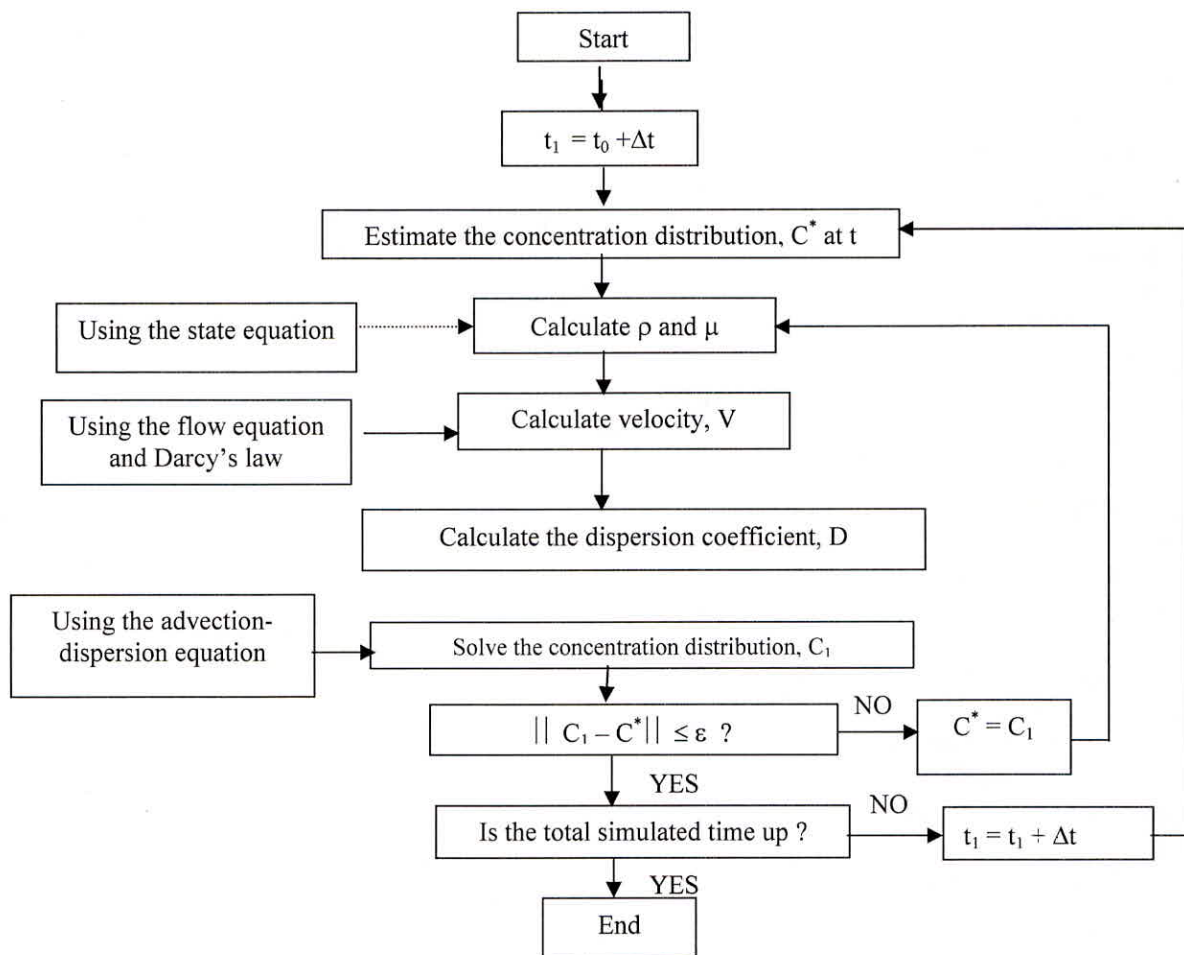 Start
t₁ = t₀ +Δt
Estimate the concentration distribution, C* at t
Using the state equation
Calculate ρ and μ
Using the flow equation
and Darcy's law
Calculate velocity, V
Calculate the dispersion coefficient, D
Using the advection-
dispersion equation
Solve the concentration distribution, C₁
|| C₁ – C* || ≤ ε ?
NO
C* = C₁
YES
Is the total simulated time up ?
NO
t₁ = t₁ + Δt
YES
End